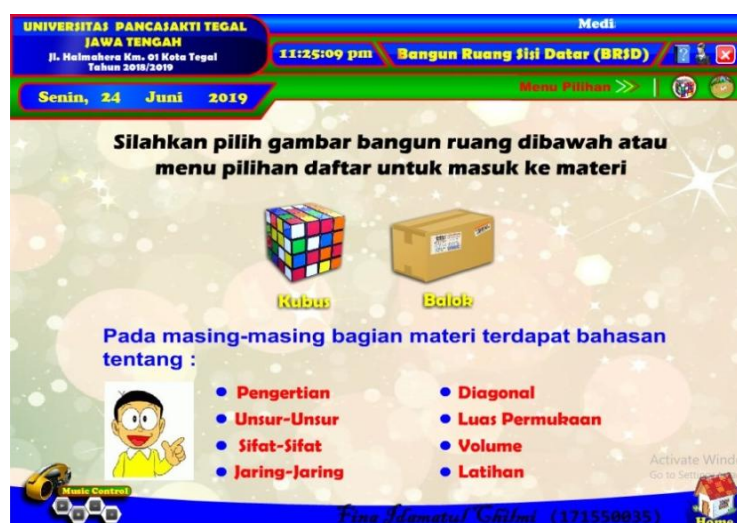 UNIVERSITAS PANCASAKTI TEGAL
JAWA TENGAH
Jl. Halmahera Km. 01 Kota Tegal
Tahun 2018/2019
Medi
11:25:09 pm
Bangun Ruang Sisi Datar (BRSD)
Senin, 24 Juni 2019
Menu Pilihan >>
Silahkan pilih gambar bangun ruang dibawah atau
menu pilihan daftar untuk masuk ke materi
Kubus
Balok
Pada masing-masing bagian materi terdapat bahasan
tentang :
• Pengertian
• Unsur-Unsur
• Sifat-Sifat
• Jaring-Jaring
• Diagonal
• Luas Permukaan
• Volume
• Latihan
Activate Wind
Go to Settin
Music Control
(171550035)
Home